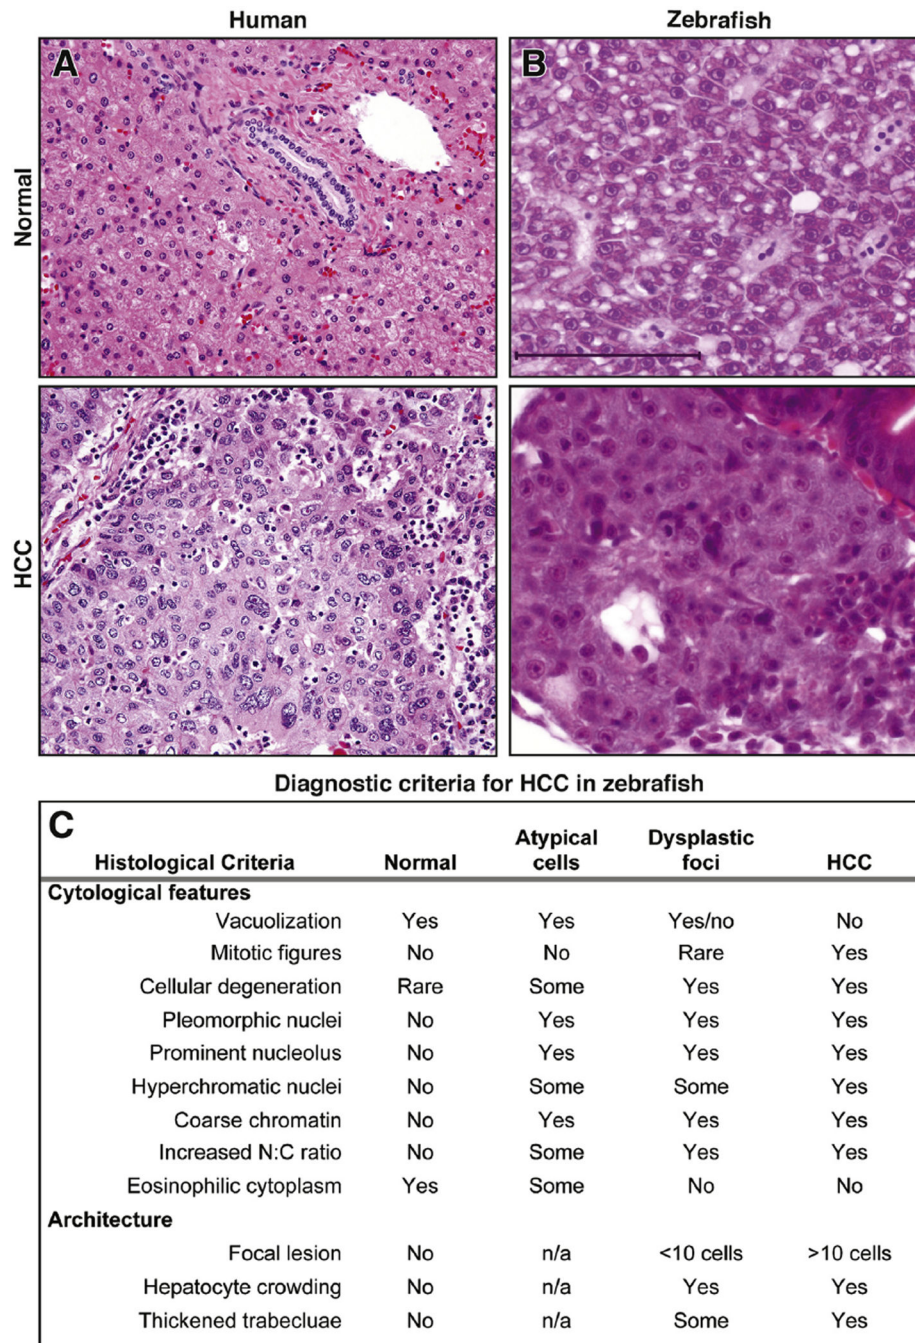 Human Zebrafish
A B
Normal
HCC
Diagnostic criteria for HCC in zebrafish
C
Histological Criteria Normal Atypical cells Dysplastic foci HCC
Cytological features
Vacuolization Yes Yes Yes/no No
Mitotic figures No No Rare Yes
Cellular degeneration Rare Some Yes Yes
Pleomorphic nuclei No Yes Yes Yes
Prominent nucleolus No Yes Yes Yes
Hyperchromatic nuclei No Some Some Yes
Coarse chromatin No Yes Yes Yes
Increased N:C ratio No Some Yes Yes
Eosinophilic cytoplasm Yes Some No No
Architecture
Focal lesion No n/a <10 cells >10 cells
Hepatocyte crowding No n/a Yes Yes
Thickened trabecluae No n/a Some Yes